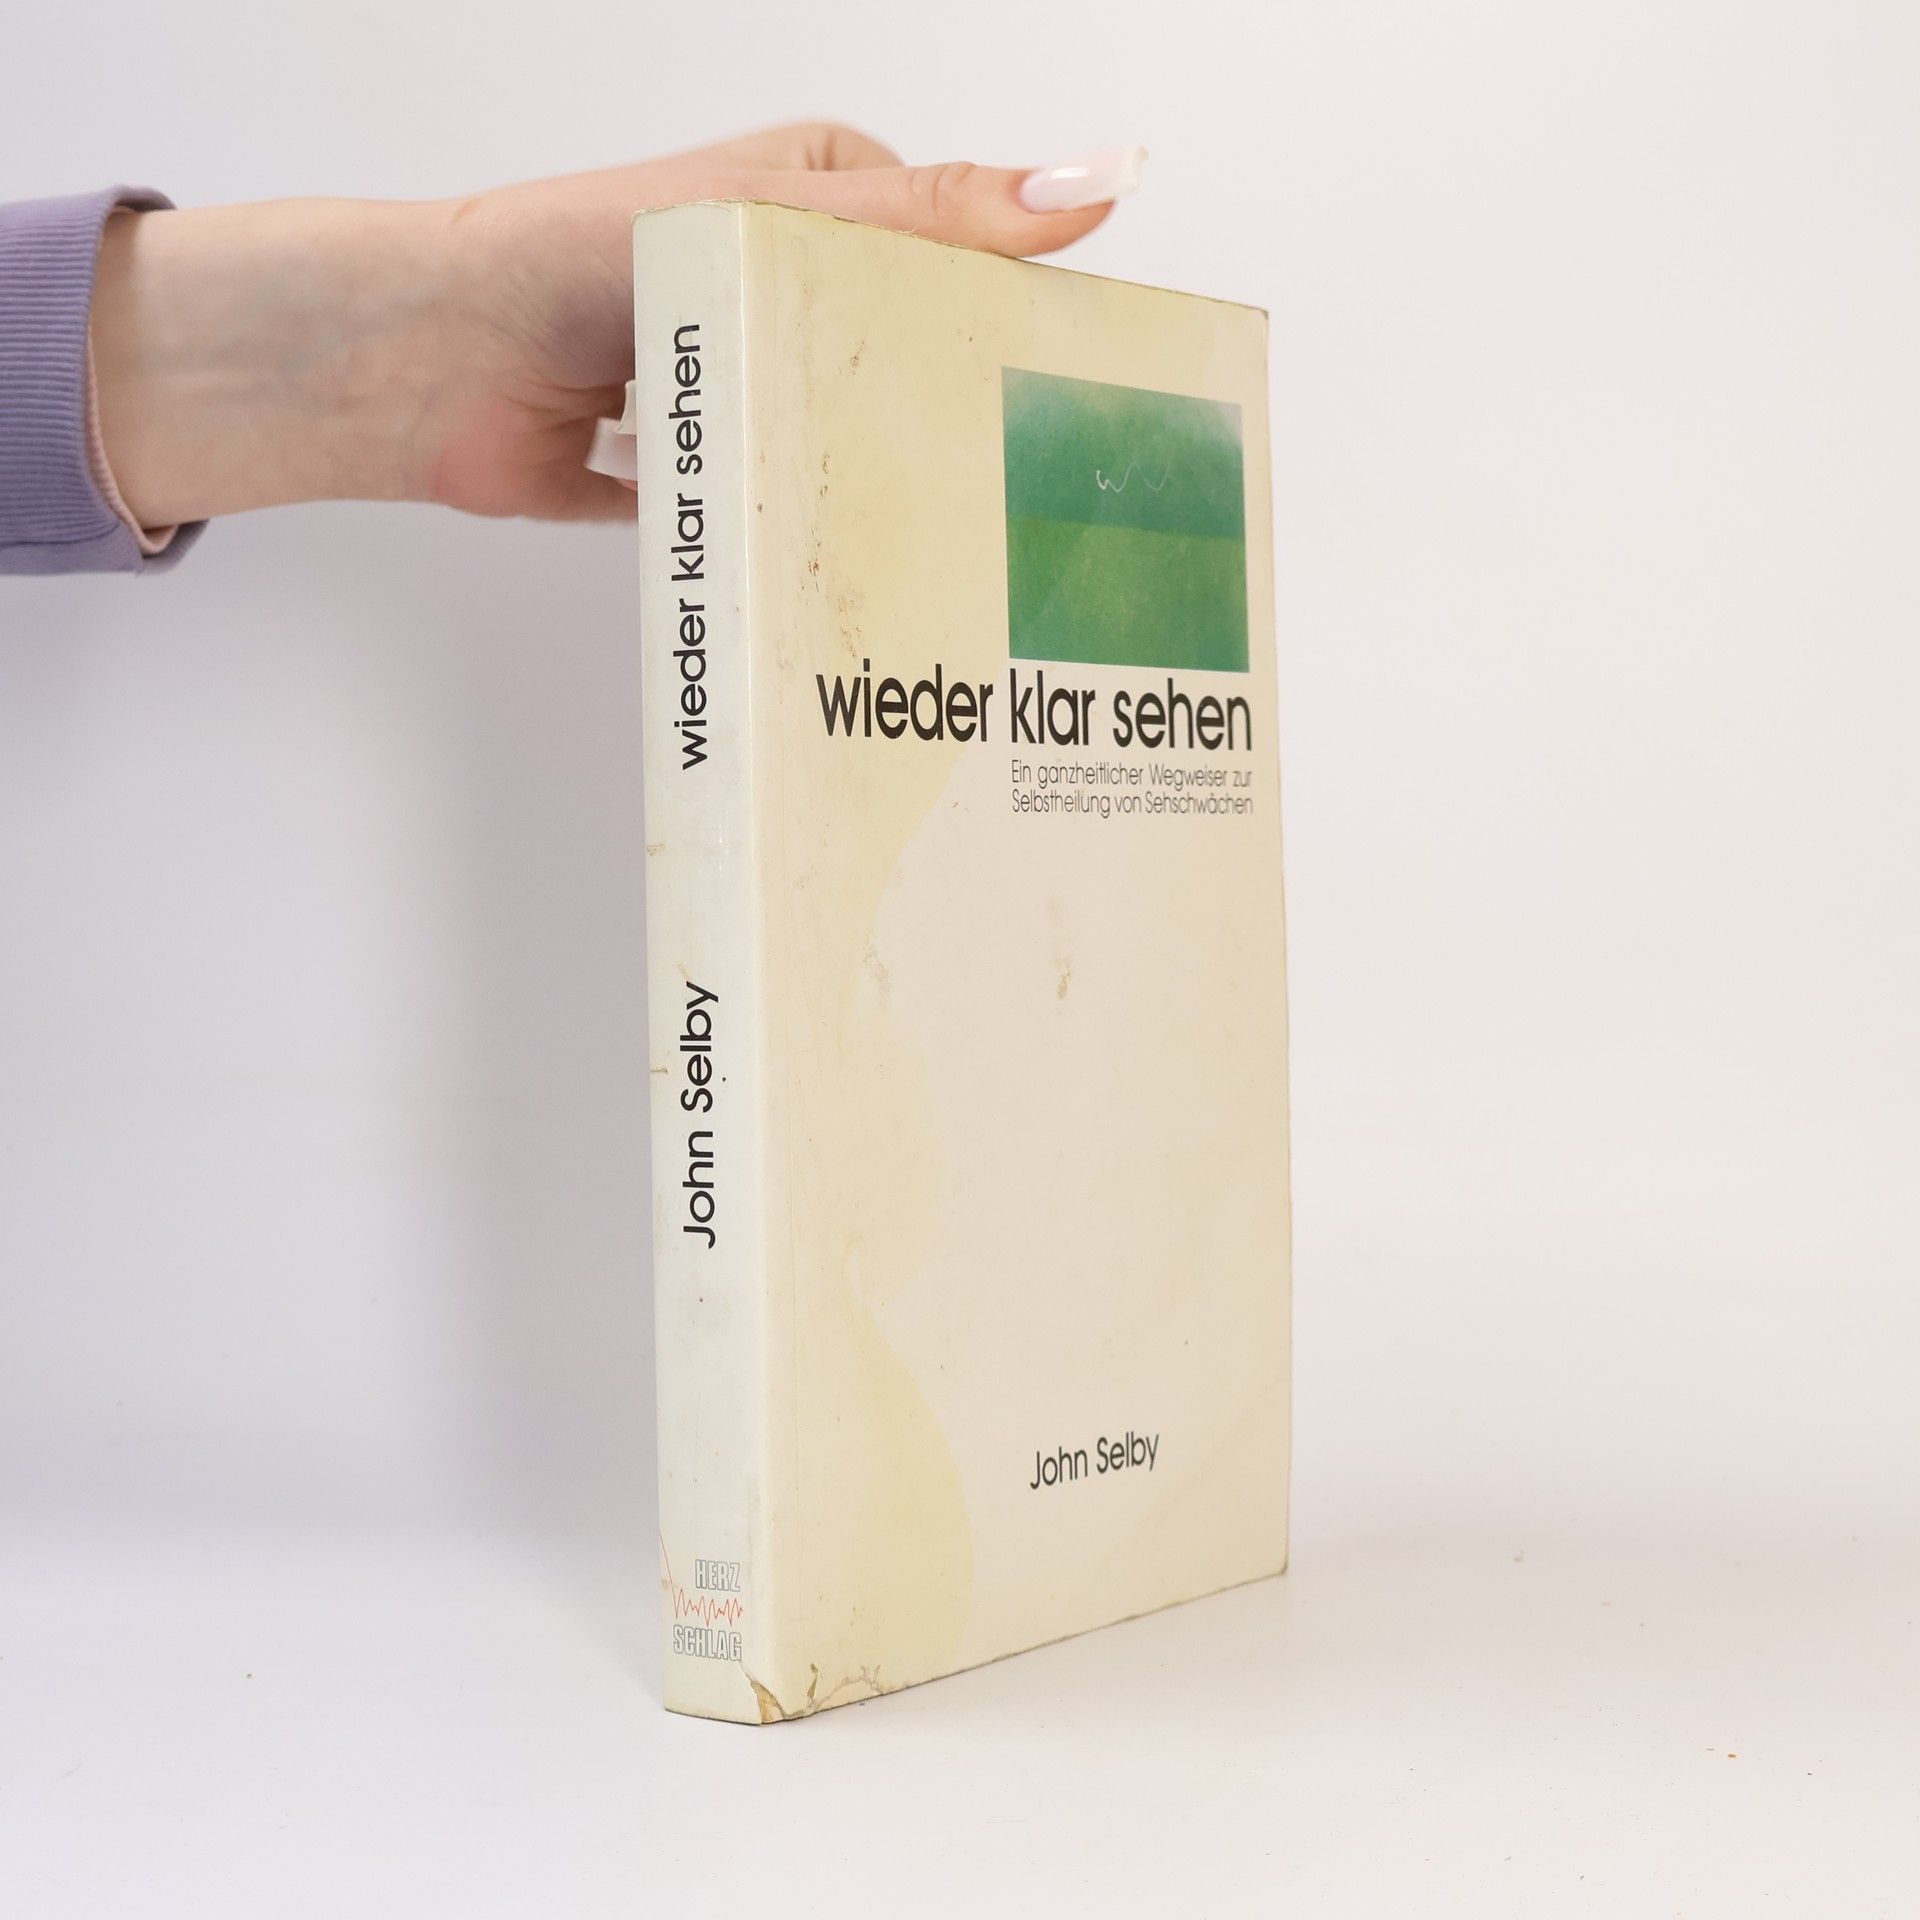 wieder klar sehen
John Selby
HERZ
SCHLAG
wieder klar sehen
Ein ganzheitlicher Wegweiser zur
Selbstheilung von Sehschwächen
John Selby